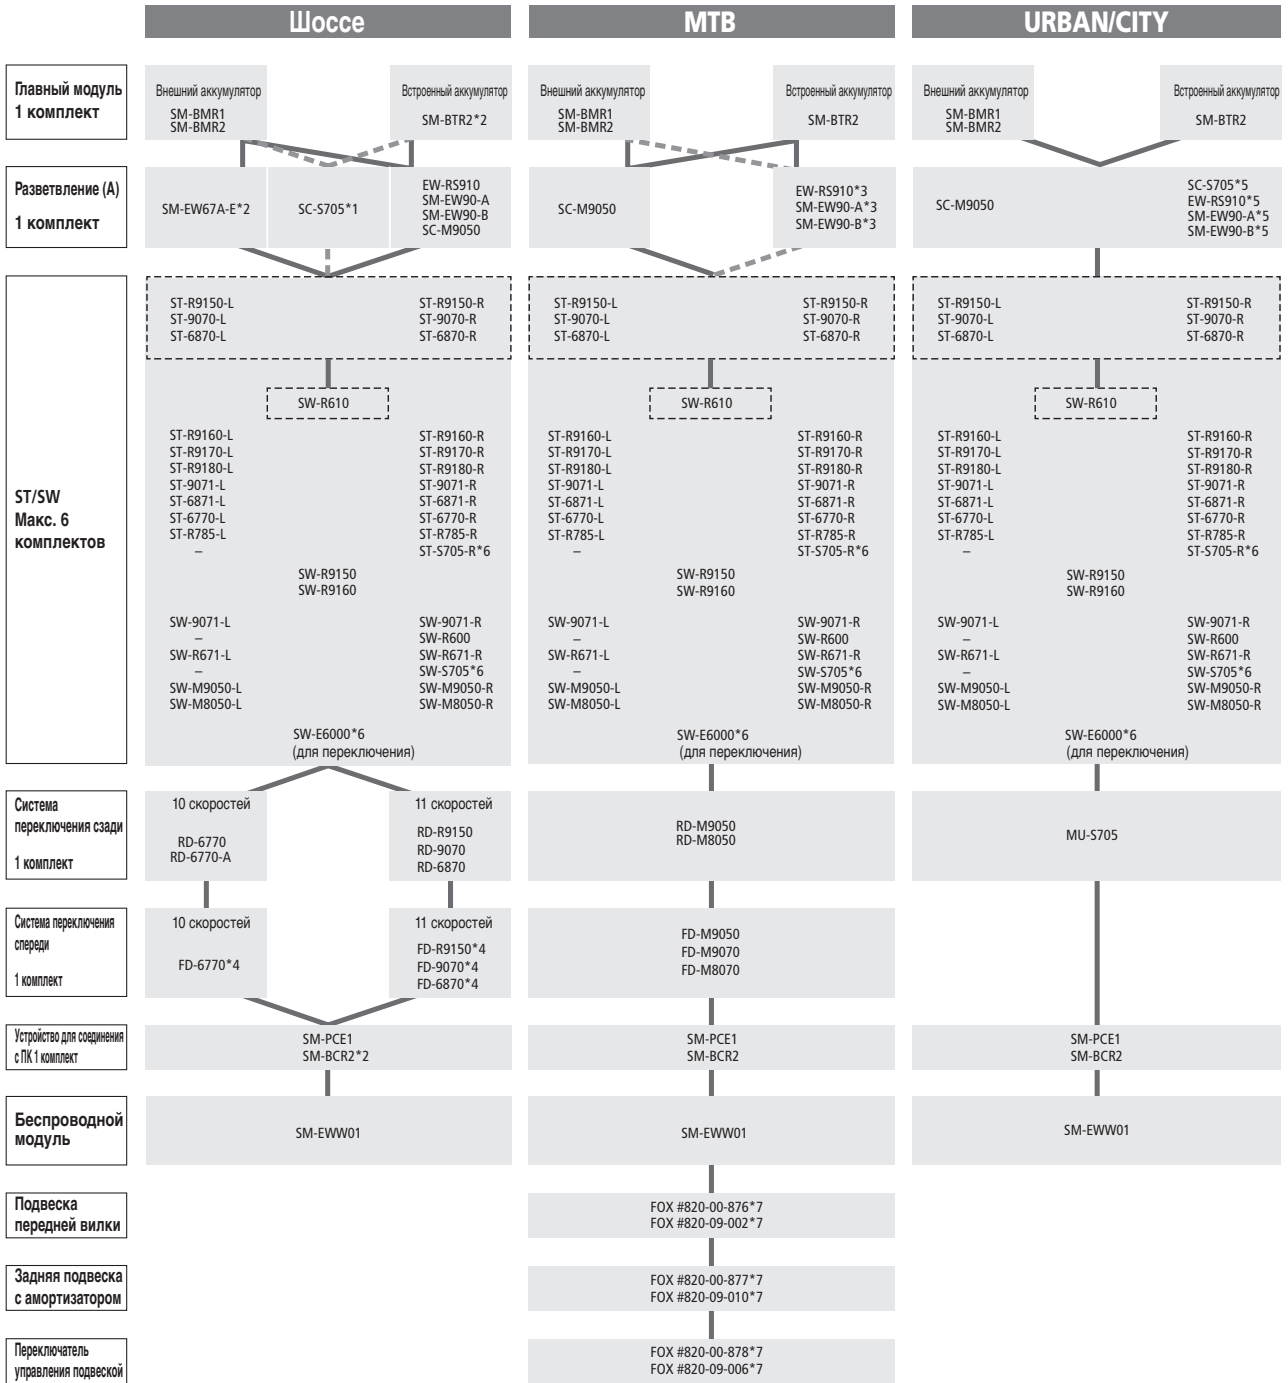 Шоссе
MTB
URBAN/CITY
Главный модуль
1 комплект
Внешний аккумулятор
SM-BMR1
SM-BMR2
Встроенный аккумулятор
SM-BTR2*2
Внешний аккумулятор
SM-BMR1
SM-BMR2
Встроенный аккумулятор
SM-BTR2
Внешний аккумулятор
SM-BMR1
SM-BMR2
Встроенный аккумулятор
SM-BTR2
Разветвление (A)
1 комплект
SM-EW67A-E*2
SC-S705*1
EW-RS910
SM-EW90-A
SM-EW90-B
SC-M9050
SC-M9050
EW-RS910*3
SM-EW90-A*3
SM-EW90-B*3
SC-M9050
SC-S705*5
EW-RS910*5
SM-EW90-A*5
SM-EW90-B*5
ST/SW
Макс. 6
комплектов
ST-R9150-L
ST-9070-L
ST-6870-L
ST-R9150-R
ST-9070-R
ST-6870-R
SW-R610
ST-R9160-L
ST-R9170-L
ST-R9180-L
ST-9071-L
ST-6871-L
ST-6770-L
ST-R785-L
–
ST-R9160-R
ST-R9170-R
ST-R9180-R
ST-9071-R
ST-6871-R
ST-6770-R
ST-R785-R
ST-S705-R*6
SW-R9150
SW-R9160
SW-9071-L
–
SW-R671-L
–
SW-M9050-L
SW-M8050-L
SW-9071-R
SW-R600
SW-R671-R
SW-S705*6
SW-M9050-R
SW-M8050-R
SW-E6000*6
(для переключения)
ST-R9150-L
ST-9070-L
ST-6870-L
ST-R9150-R
ST-9070-R
ST-6870-R
SW-R610
ST-R9160-L
ST-R9170-L
ST-R9180-L
ST-9071-L
ST-6871-L
ST-6770-L
ST-R785-L
–
ST-R9160-R
ST-R9170-R
ST-R9180-R
ST-9071-R
ST-6871-R
ST-6770-R
ST-R785-R
ST-S705-R*6
SW-R9150
SW-R9160
SW-9071-L
–
SW-R671-L
–
SW-M9050-L
SW-M8050-L
SW-9071-R
SW-R600
SW-R671-R
SW-S705*6
SW-M9050-R
SW-M8050-R
SW-E6000*6
(для переключения)
ST-R9150-L
ST-9070-L
ST-6870-L
ST-R9150-R
ST-9070-R
ST-6870-R
SW-R610
ST-R9160-L
ST-R9170-L
ST-R9180-L
ST-9071-L
ST-6871-L
ST-6770-L
ST-R785-L
–
ST-R9160-R
ST-R9170-R
ST-R9180-R
ST-9071-R
ST-6871-R
ST-6770-R
ST-R785-R
ST-S705-R*6
SW-R9150
SW-R9160
SW-9071-L
–
SW-R671-L
–
SW-M9050-L
SW-M8050-L
SW-9071-R
SW-R600
SW-R671-R
SW-S705*6
SW-M9050-R
SW-M8050-R
SW-E6000*6
(для переключения)
Система
переключения сзади
1 комплект
10 скоростей
RD-6770
RD-6770-A
11 скоростей
RD-R9150
RD-9070
RD-6870
RD-M9050
RD-M8050
MU-S705
Система переключения
спереди
1 комплект
10 скоростей
FD-6770*4
11 скоростей
FD-R9150*4
FD-9070*4
FD-6870*4
FD-M9050
FD-M9070
FD-M8070
Устройство для соединения
с ПК 1 комплект
SM-PCE1
SM-BCR2*2
SM-PCE1
SM-BCR2
SM-PCE1
SM-BCR2
Беспроводной
модуль
SM-EWW01
SM-EWW01
SM-EWW01
Подвеска
передней вилки
FOX #820-00-876*7
FOX #820-09-002*7
Задняя подвеска
с амортизатором
FOX #820-00-877*7
FOX #820-09-010*7
Переключатель
управления подвеской
FOX #820-00-878*7
FOX #820-09-006*7